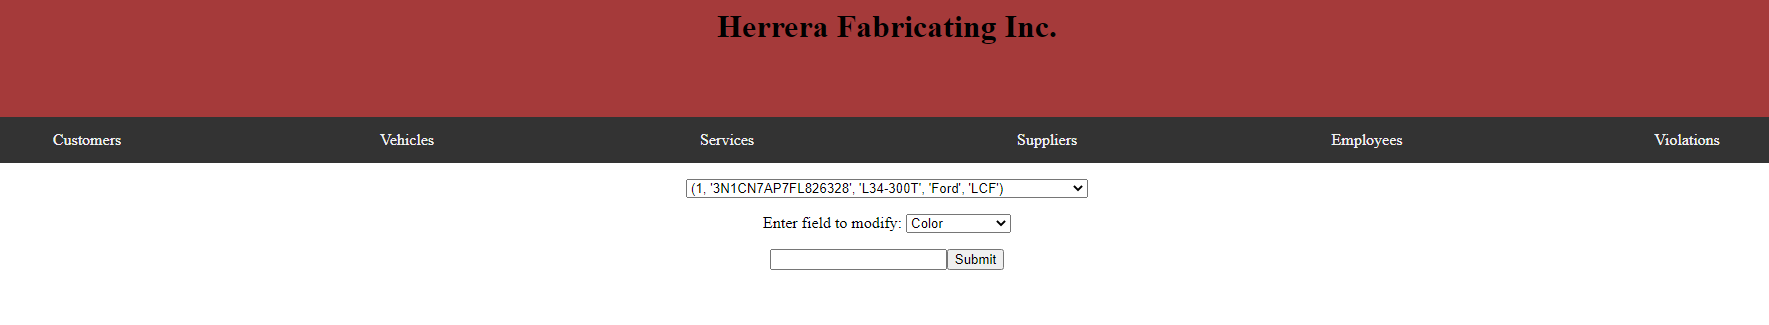 Herrera Fabricating Inc.
Customers Vehicles Services Suppliers Employees Violations
(1, '3N1CN7AP7FL826328', 'L34-300T', 'Ford', 'LCF')
Enter field to modify: Color
Submit